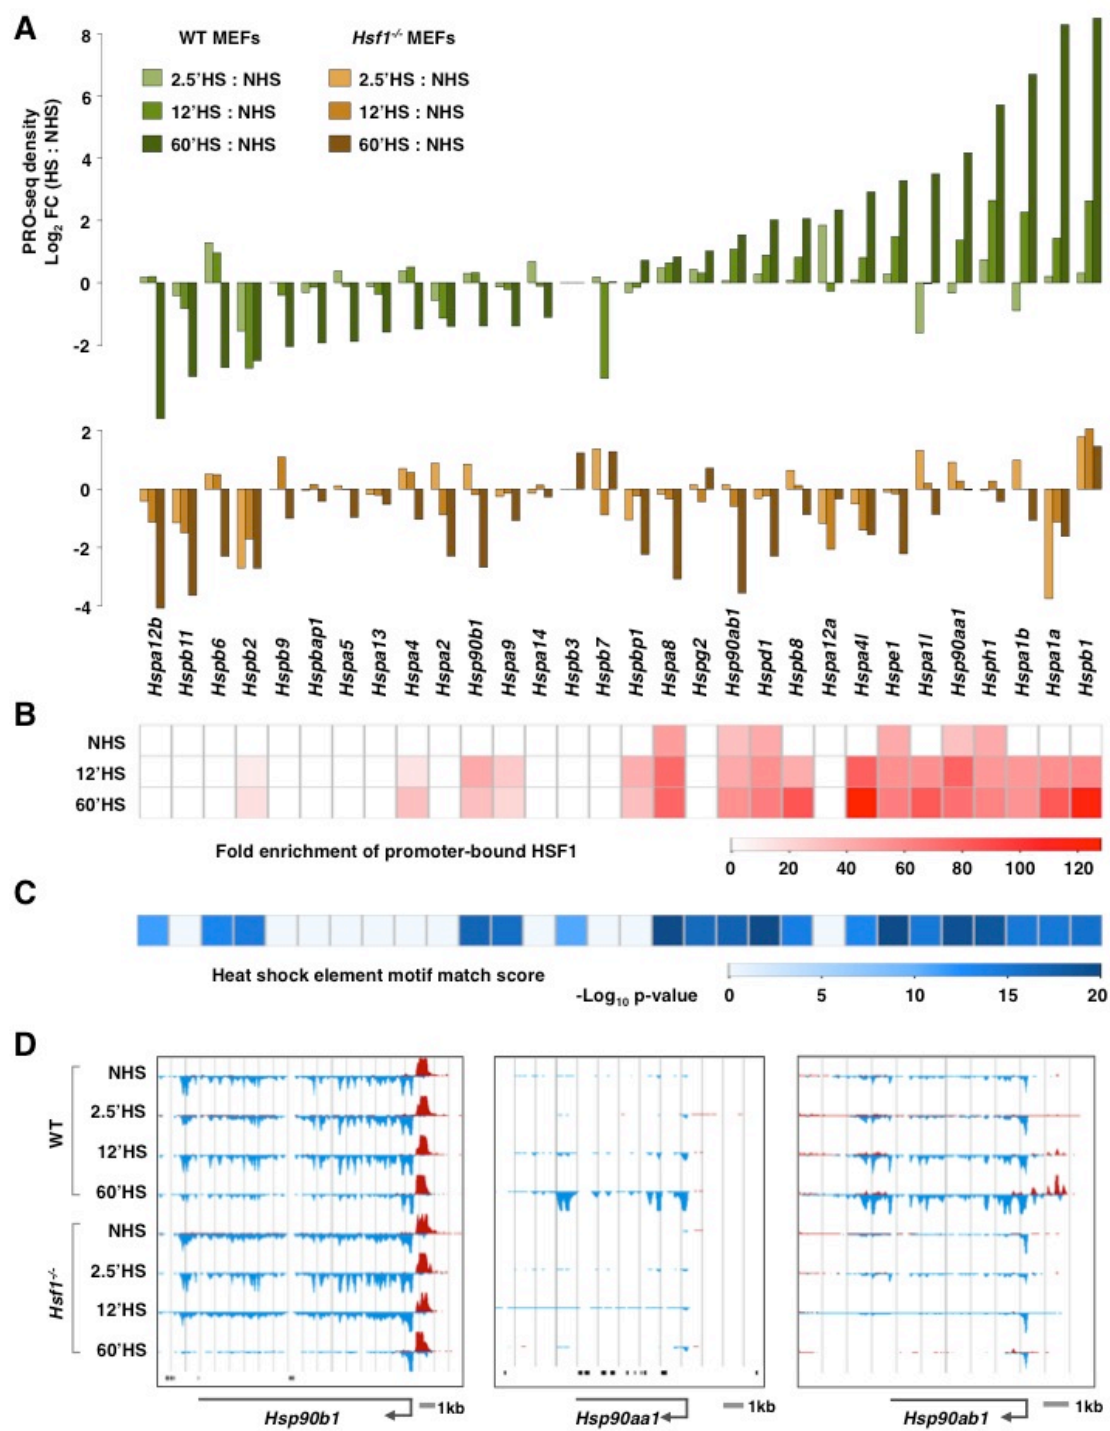 A
WT MEFs
Hsf1-/- MEFs
2.5'HS : NHS
2.5'HS : NHS
12'HS : NHS
12'HS : NHS
60'HS : NHS
60'HS : NHS
PRO-seq density
Log2 FC (HS : NHS)
8
6
4
2
0
-2
2
0
-2
-4
Hspa12b
Hspb11
Hspb6
Hspb2
Hspb9
Hspbap1
Hspa5
Hspa13
Hspa4
Hspa2
Hsp90b1
Hspa9
Hspa14
Hspb3
Hspb7
Hspbp1
Hspa8
Hspg2
Hsp90ab1
Hspd1
Hspb8
Hspa12a
Hspa4l
Hspe1
Hspa1l
Hsp90aa1
Hsph1
Hspa1b
Hspa1a
Hspb1
B
NHS
12'HS
60'HS
Fold enrichment of promoter-bound HSF1
0 20 40 60 80 100 120
C
Heat shock element motif match score
-Log10 p-value
0 5 10 15 20
D
WT
NHS
2.5'HS
12'HS
60'HS
Hsf1-/-
NHS
2.5'HS
12'HS
60'HS
Hsp90b1
1kb
Hsp90aa1
1kb
Hsp90ab1
1kb